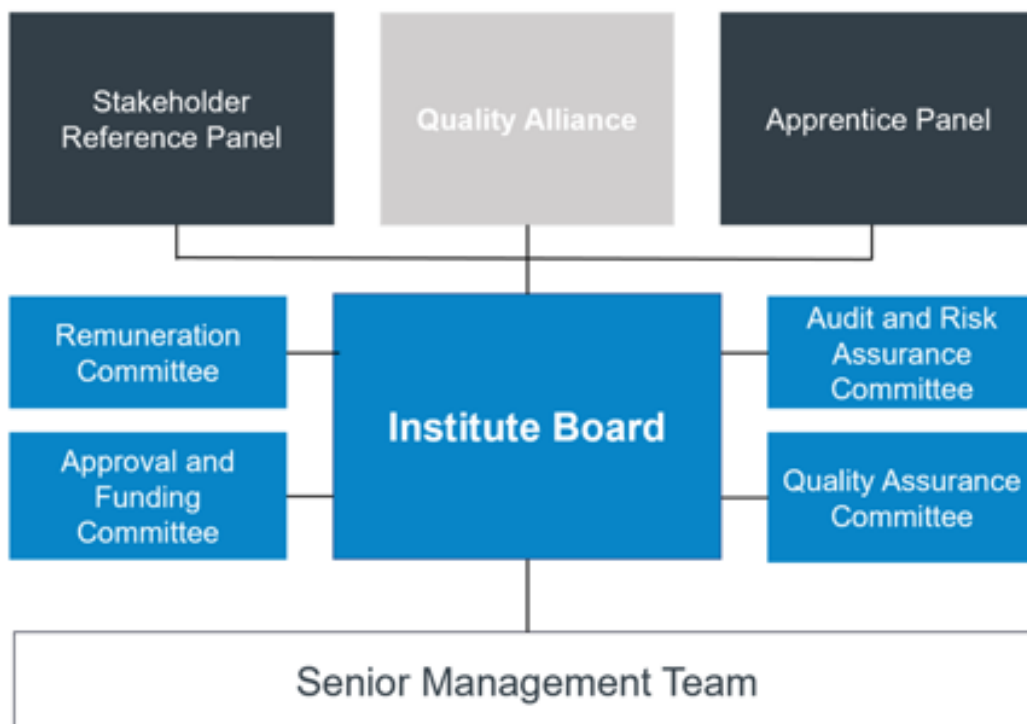 Stakeholder
Reference Panel
Quality Alliance
Apprentice Panel
Remuneration
Committee
Audit and Risk
Assurance
Committee
Institute Board
Approval and
Funding
Committee
Quality Assurance
Committee
Senior Management Team